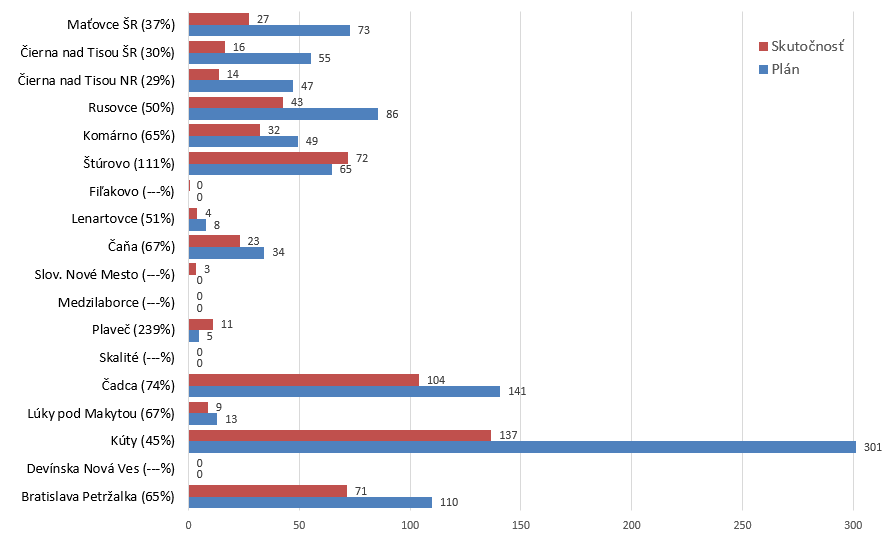 Maťovce ŠR (37%) 27 73
Čierna nad Tisou ŠR (30%) 16 55
Čierna nad Tisou NR (29%) 14 47
Rusovce (50%) 43 86
Komárno (65%) 32 49
Štúrovo (111%) 72 65
Fiľakovo (---%) 0 0
Lenartovce (51%) 4 8
Čaňa (67%) 23 34
Slov. Nové Mesto (---%) 3 0
Medzilaborce (---%) 0 0
Plaveč (239%) 11 5
Skalité (---%) 0 0
Čadca (74%) 104 141
Lúky pod Makytou (67%) 9 13
Kúty (45%) 137 301
Devínska Nová Ves (---%) 0 0
Bratislava Petržalka (65%) 71 110
0 50 100 150 200 250 300
Skutočnosť
Plán